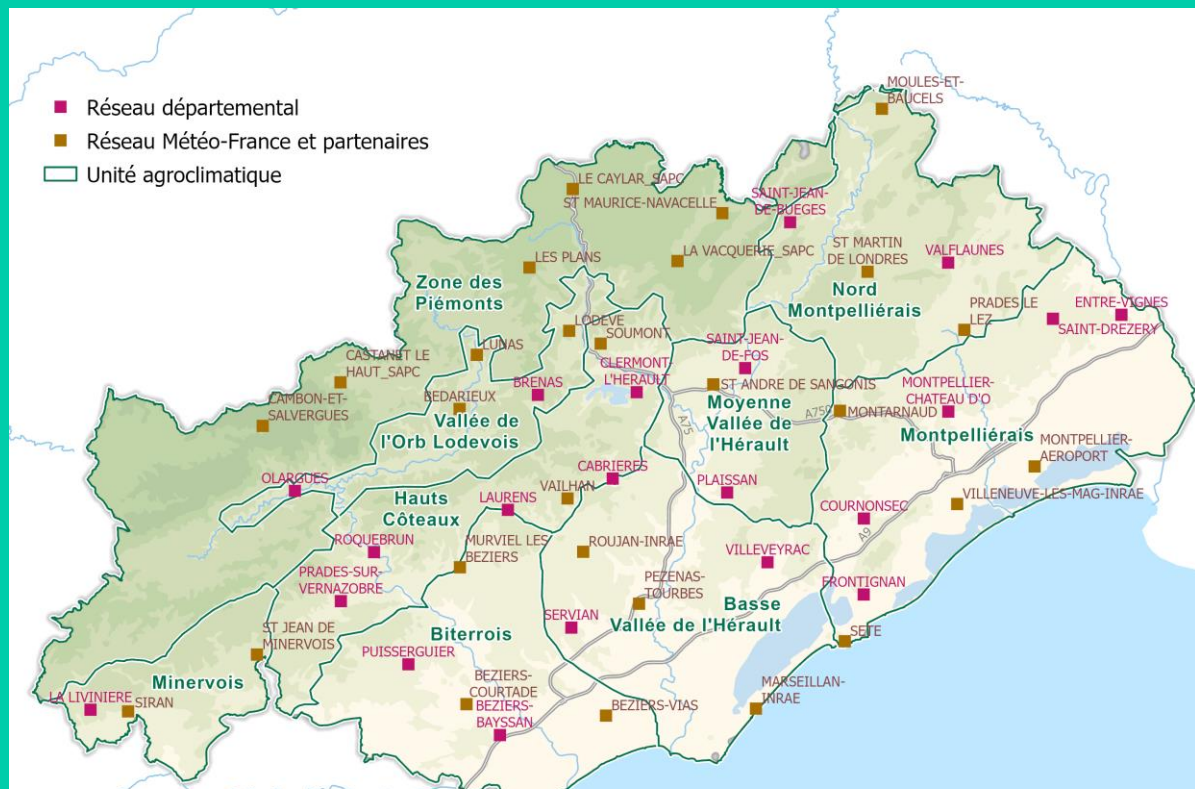 Réseau départemental
Réseau Météo-France et partenaires
Unité agroclimatique
MOULES-ET-
BAUCELS
LE CAYLAR_SAPC
ST MAURICE-NAVACELLE
SAINT-JEAN-
DE-BUEGES
LES PLANS
LA VACQUERIE_SAPC
ST MARTIN
DE LONDRES
VALFLAUNES
Zone des
Piémonts
Nord
Montpelliérais
PRADES LE
LEZ
ENTRE-VIGNES
SAINT-DREZERY
LODEVE
SOUMONT
LUNAS
SAINT-JEAN-
DE-FOS
CASTANET LE
HAUT_SAPC
CLERMONT-
L'HERAULT
BRENAS
ST ANDRE DE SANGONIS
MONTPELLIER-
CHATEAU D'O
CAMBON-ET-
SALVERGUES
BEDARIEUX
Vallée de
l'Orb Lodevois
Moyenne
Vallée de
l'Hérault
A75
A750
MONTARNAUD
Montpelliérais
MONTPELLIER-
AEROPORT
OLARGUES
CABRIERES
PLAISSAN
VAILHAN
Hauts
Côteaux
LAURENS
VILLENEUVE-LES-MAG-INRAE
COURNONSEC
A9
ROQUEBRUN
MURVIEL LES
BEZIERS
ROUJAN-INRAE
VILLEVEYRAC
PRADES-SUR-
VERNAZOBRE
PEZENAS-
TOURBES
FRONTIGNAN
Basse
Vallée de l'Hérault
SERVIAN
Biterrois
ST JEAN DE
MINERVOIS
SETE
PUISSERGUIER
Minervois
BEZIERS-
COURTADE
BEZIERS-
BAYSSAN
MARSEILLAN-
INRAE
LA LIVINIERE
SIRAN
BEZIERS-VIAS